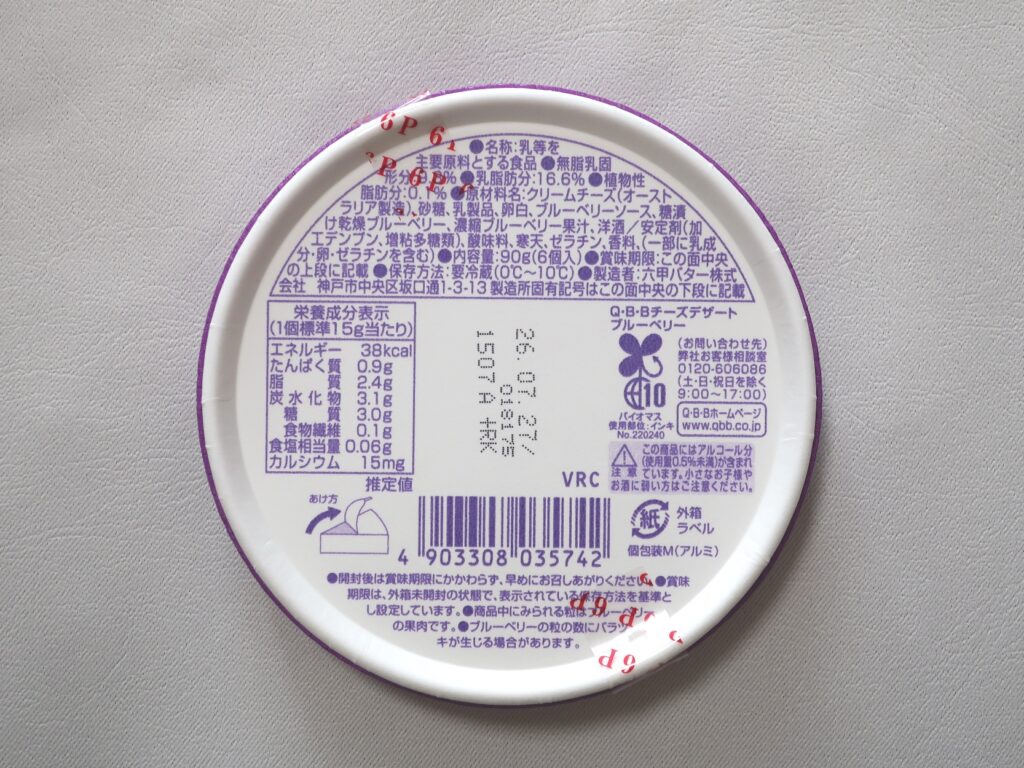 6P 6P
P 6P 6
●名称:乳等を
主要原料とする食品 ●無脂乳固
形分:9.9% ●乳脂肪分:16.6% ●植物性
脂肪分:0.1% ●原材料名:クリームチーズ(オースト
ラリア製造)、砂糖、乳製品、卵白、ブルーベリーソース、糖漬
け乾燥ブルーベリー、濃縮ブルーベリー果汁、洋酒/安定剤(加
工デンプン、増粘多糖類)、酸味料、寒天、ゼラチン、香料、(一部に乳成
分・卵・ゼラチンを含む) ●内容量:90g(6個入) ●賞味期限:この面中央
の上段に記載 ●保存方法:要冷蔵(0℃〜10℃) ●製造者:六甲バター株式
会社 神戸市中央区坂口通1-3-13 製造所固有記号はこの面中央の下段に記載
栄養成分表示
(1個標準15g当たり)
エネルギー 38kcal
たんぱく質 0.9g
脂質 2.4g
炭水化物 3.1g
糖質 3.0g
食物繊維 0.1g
食塩相当量 0.06g
カルシウム 15mg
推定値
26.07.27/
018175
1507 A +RK
Q・B・Bチーズデザート
ブルーベリー
(お問い合わせ先)
弊社お客様相談室
0120-606086
(土・日・祝日を除く
9:00〜17:00)
Q・B・Bホームページ
www.qbb.co.jp
10
バイオマス
使用部位:インキ
No.220240
注意
この商品にはアルコール分
(使用量0.5%未満)が含まれ
ています。小さなお子様や
お酒に弱い方はご注意ください。
VRC
あけ方
4 903308 035742
紙
外箱
ラベル
個包装M(アルミ)
●開封後は賞味期限にかかわらず、早めにお召しあがりください。●賞味
期限は、外箱未開封の状態で、表示されている保存方法を基準と
し設定しています。●商品中にみられる粒はブルーベリー
の果肉です。●ブルーベリーの粒の数にバラツ
キが生じる場合があります。
6P
6P
6P